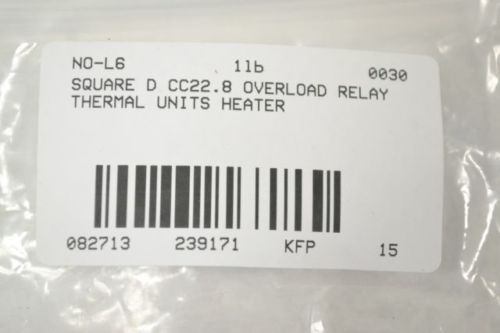 NO-L6 1lb 0030
SQUARE D CC22.8 OVERLOAD RELAY
THERMAL UNITS HEATER
082713 239171 KFP 15